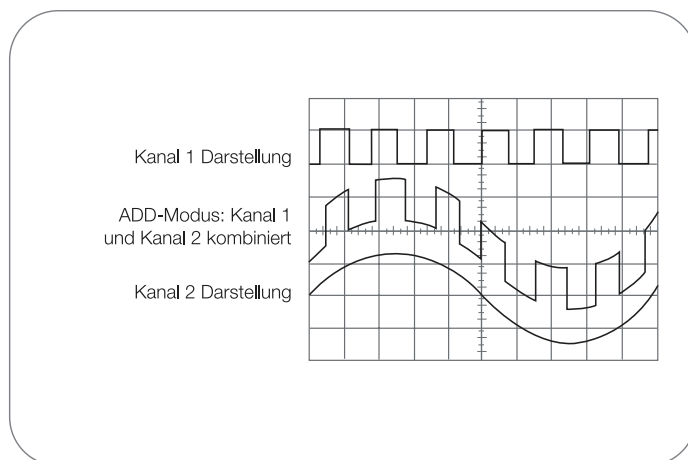 Kanal 1 Darstellung
ADD-Modus: Kanal 1
und Kanal 2 kombiniert
Kanal 2 Darstellung